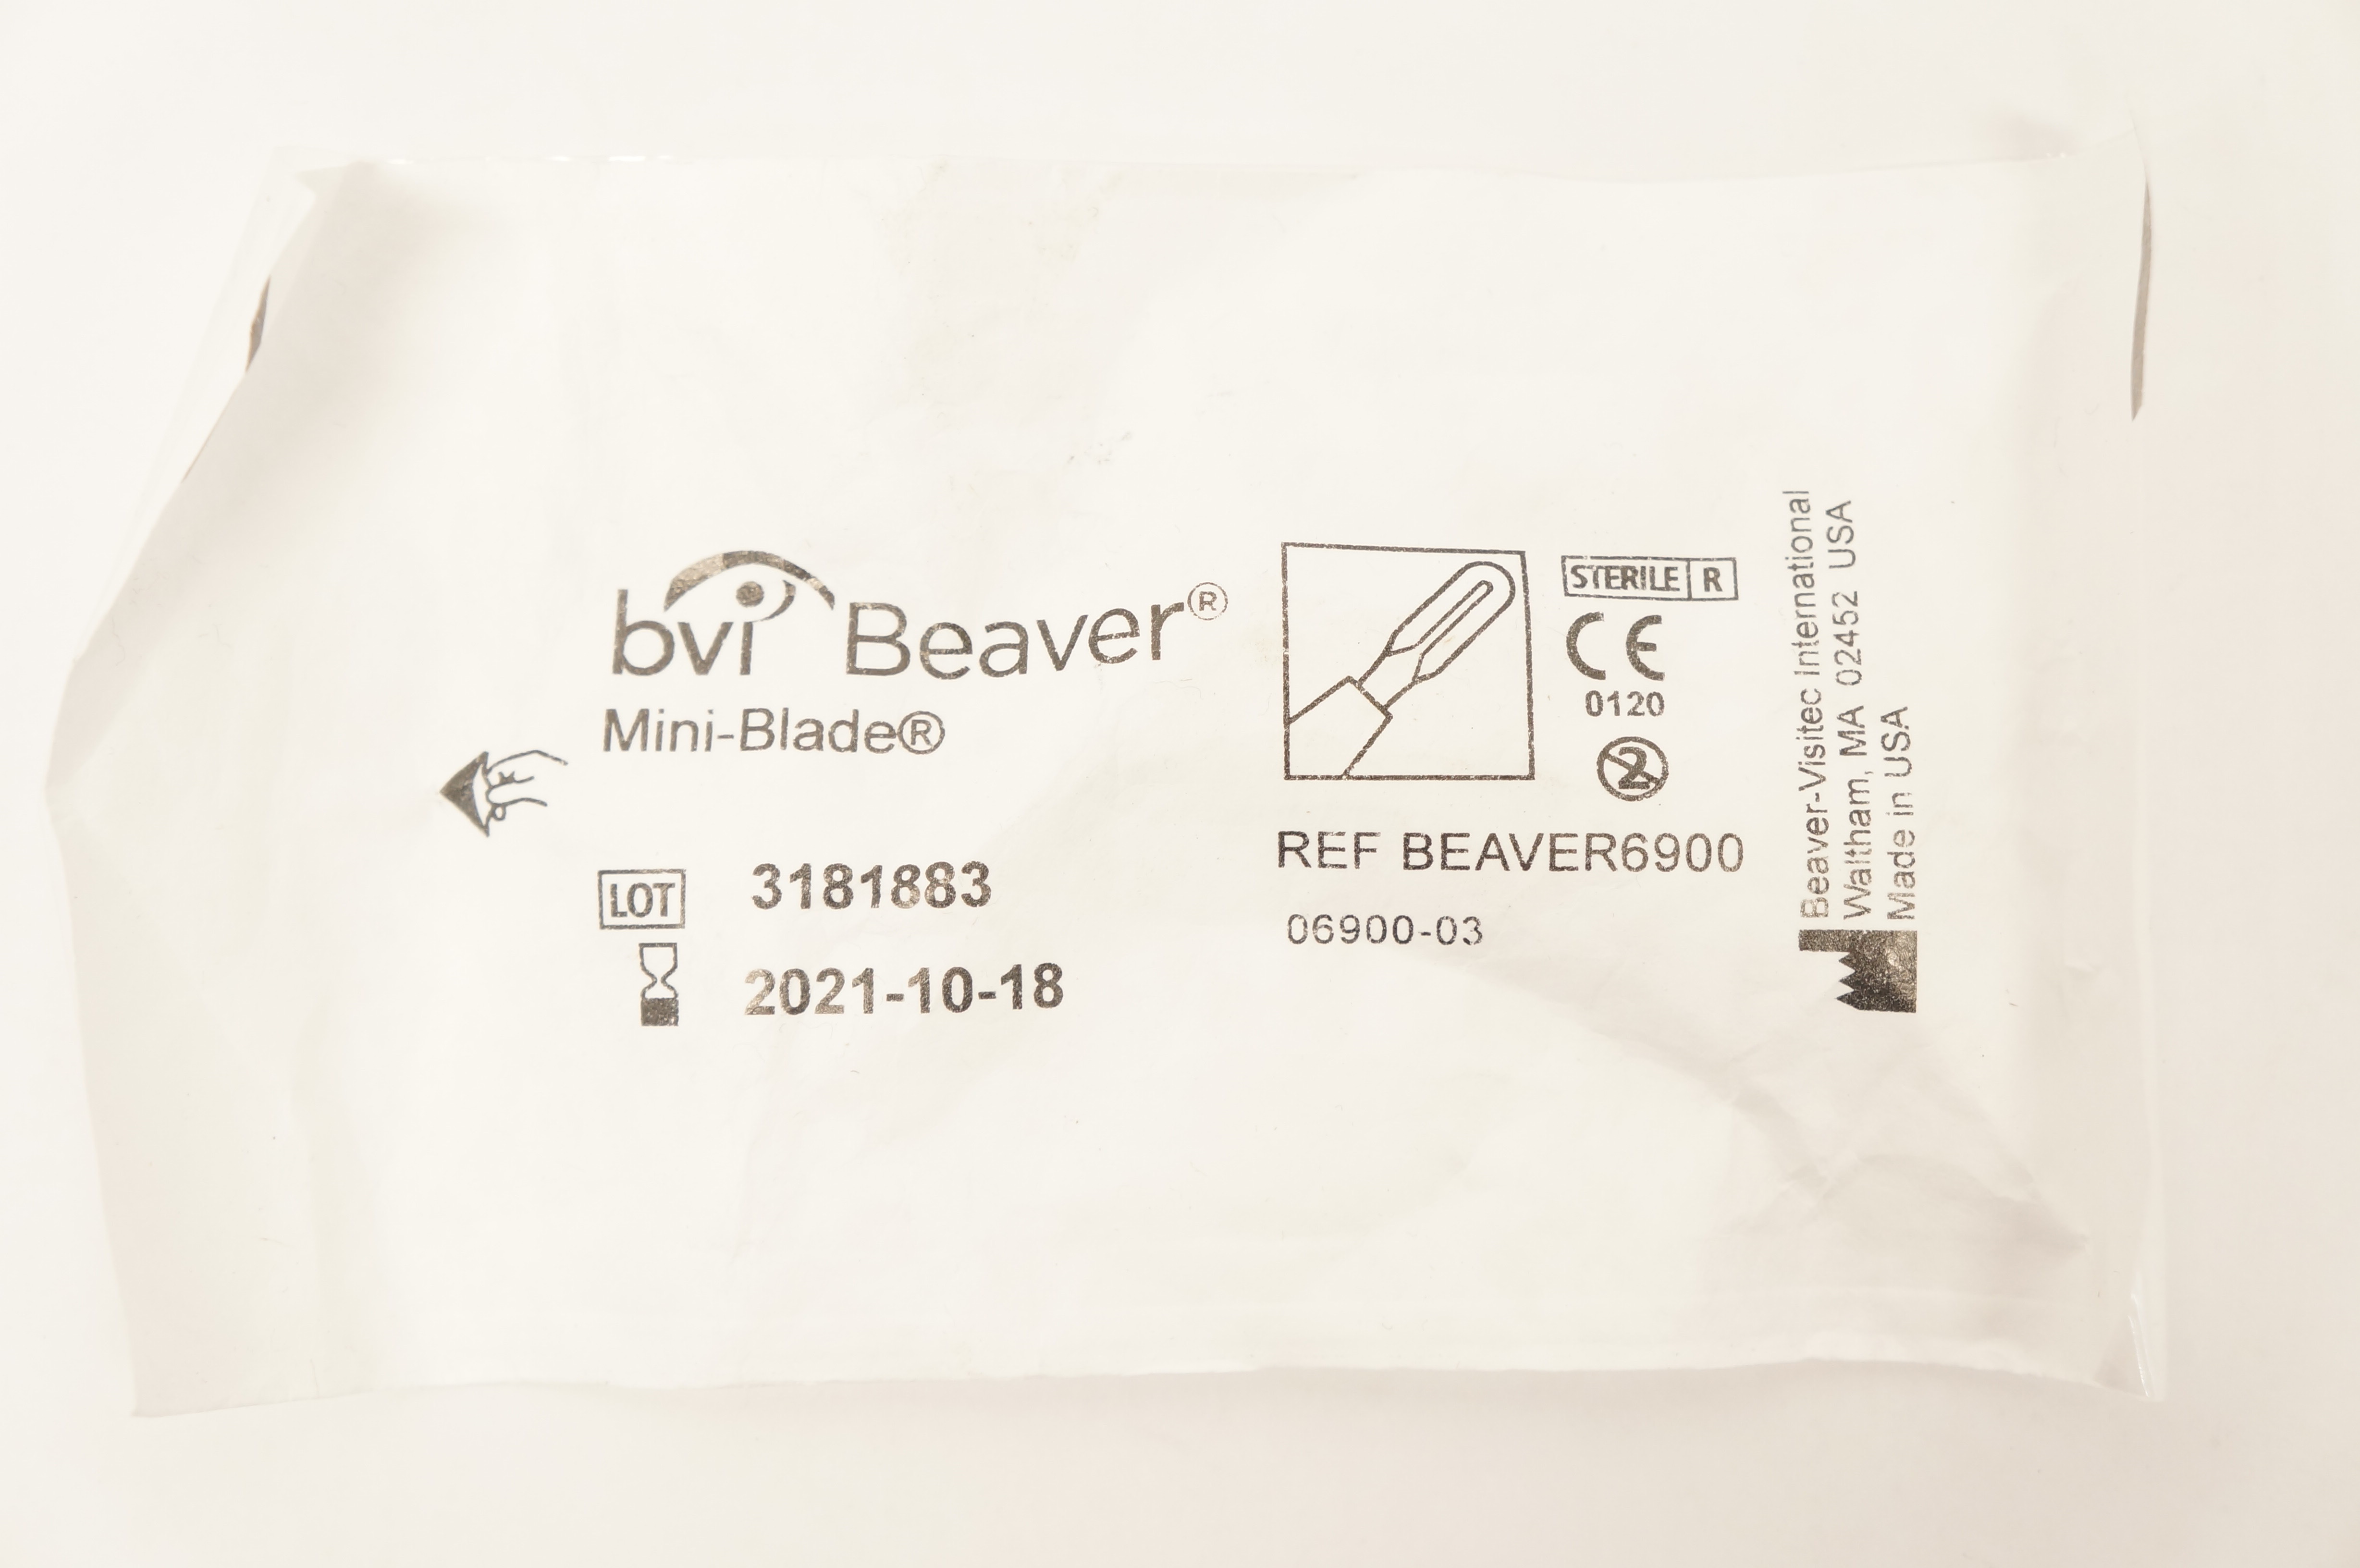 bvi Beaver®
Mini-Blade®
LOT 3181883
2021-10-18
STERILE R
CE
0120
2
REF BEAVER6900
06900-03
Beaver-Visitec International
Waltham, MA 02452 USA
Made in USA